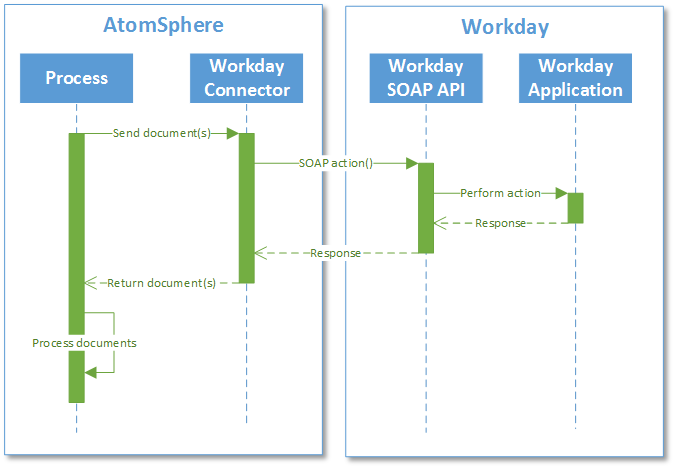 AtomSphere
Workday
Process
Workday
Connector
Workday
SOAP API
Workday
Application
Send document(s)
SOAP action()
Perform action
Response
Response
Return document(s)
Process documents